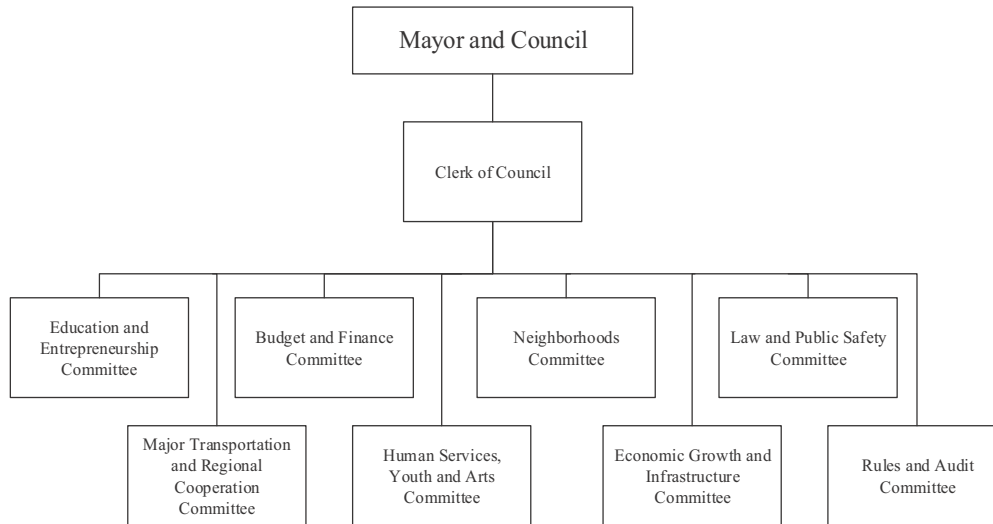 Mayor and Council
Clerk of Council
Education and
Entrepreneurship
Committee
Budget and Finance
Committee
Neighborhoods
Committee
Law and Public Safety
Committee
Major Transportation
and Regional
Cooperation
Committee
Human Services,
Youth and Arts
Committee
Economic Growth and
Infrastructure
Committee
Rules and Audit
Committee